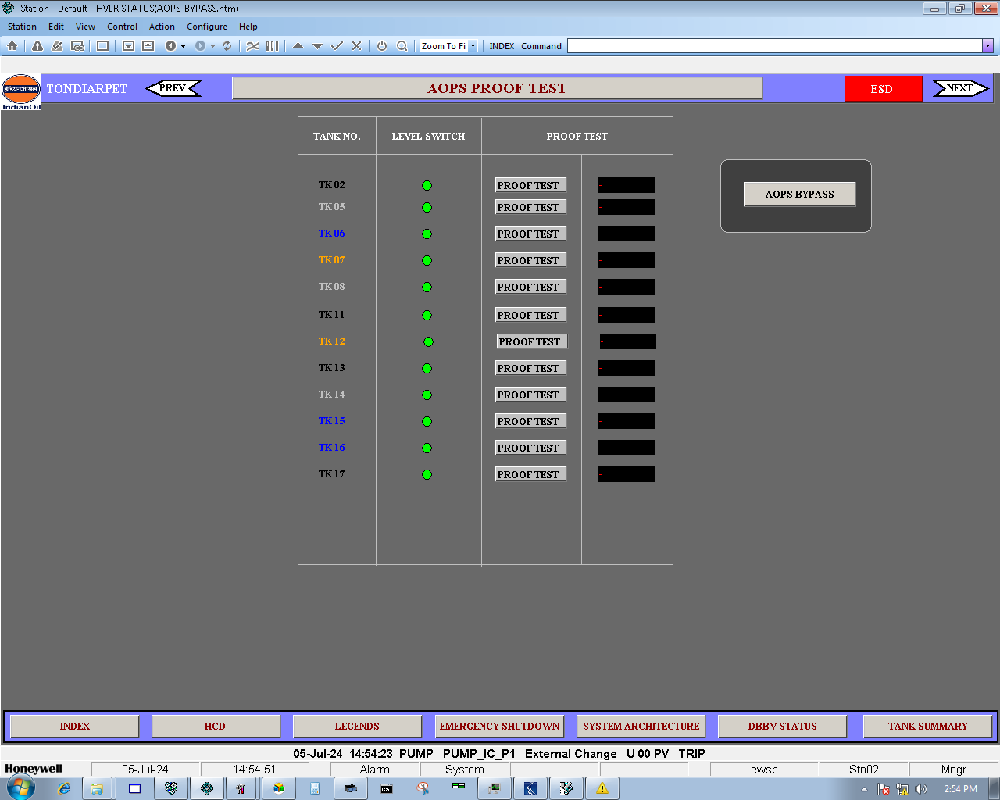 Station - Default - HVLR STATUS(AOPS_BYPASS.htm)
Station Edit View Control Action Configure Help
Zoom To Fi INDEX Command
इंडियनऑयल
IndianOil
TONDIARPET PREV AOPS PROOF TEST ESD NEXT
TANK NO. LEVEL SWITCH PROOF TEST
AOPS BYPASS
TK 02 PROOF TEST
TK 05 PROOF TEST
TK 06 PROOF TEST
TK 07 PROOF TEST
TK 08 PROOF TEST
TK 11 PROOF TEST
TK 12 PROOF TEST
TK 13 PROOF TEST
TK 14 PROOF TEST
TK 15 PROOF TEST
TK 16 PROOF TEST
TK 17 PROOF TEST
INDEX HCD LEGENDS EMERGENCY SHUTDOWN SYSTEM ARCHITECTURE DBBV STATUS TANK SUMMARY
05-Jul-24 14:54:23 PUMP PUMP_IC_P1 External Change U 00 PV TRIP
Honeywell 05-Jul-24 14:54:51 Alarm System ewsb Stn02 Mngr
2:54 PM